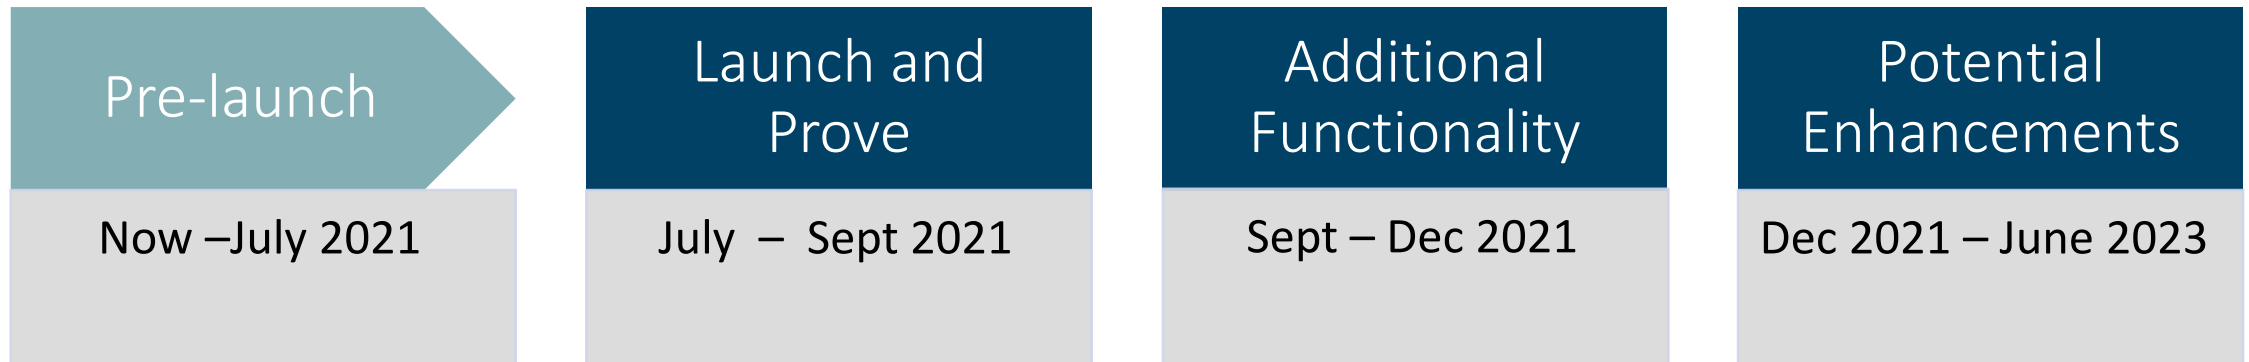 Pre-launch
Now –July 2021
Launch and
Prove
July – Sept 2021
Additional
Functionality
Sept – Dec 2021
Potential
Enhancements
Dec 2021 – June 2023